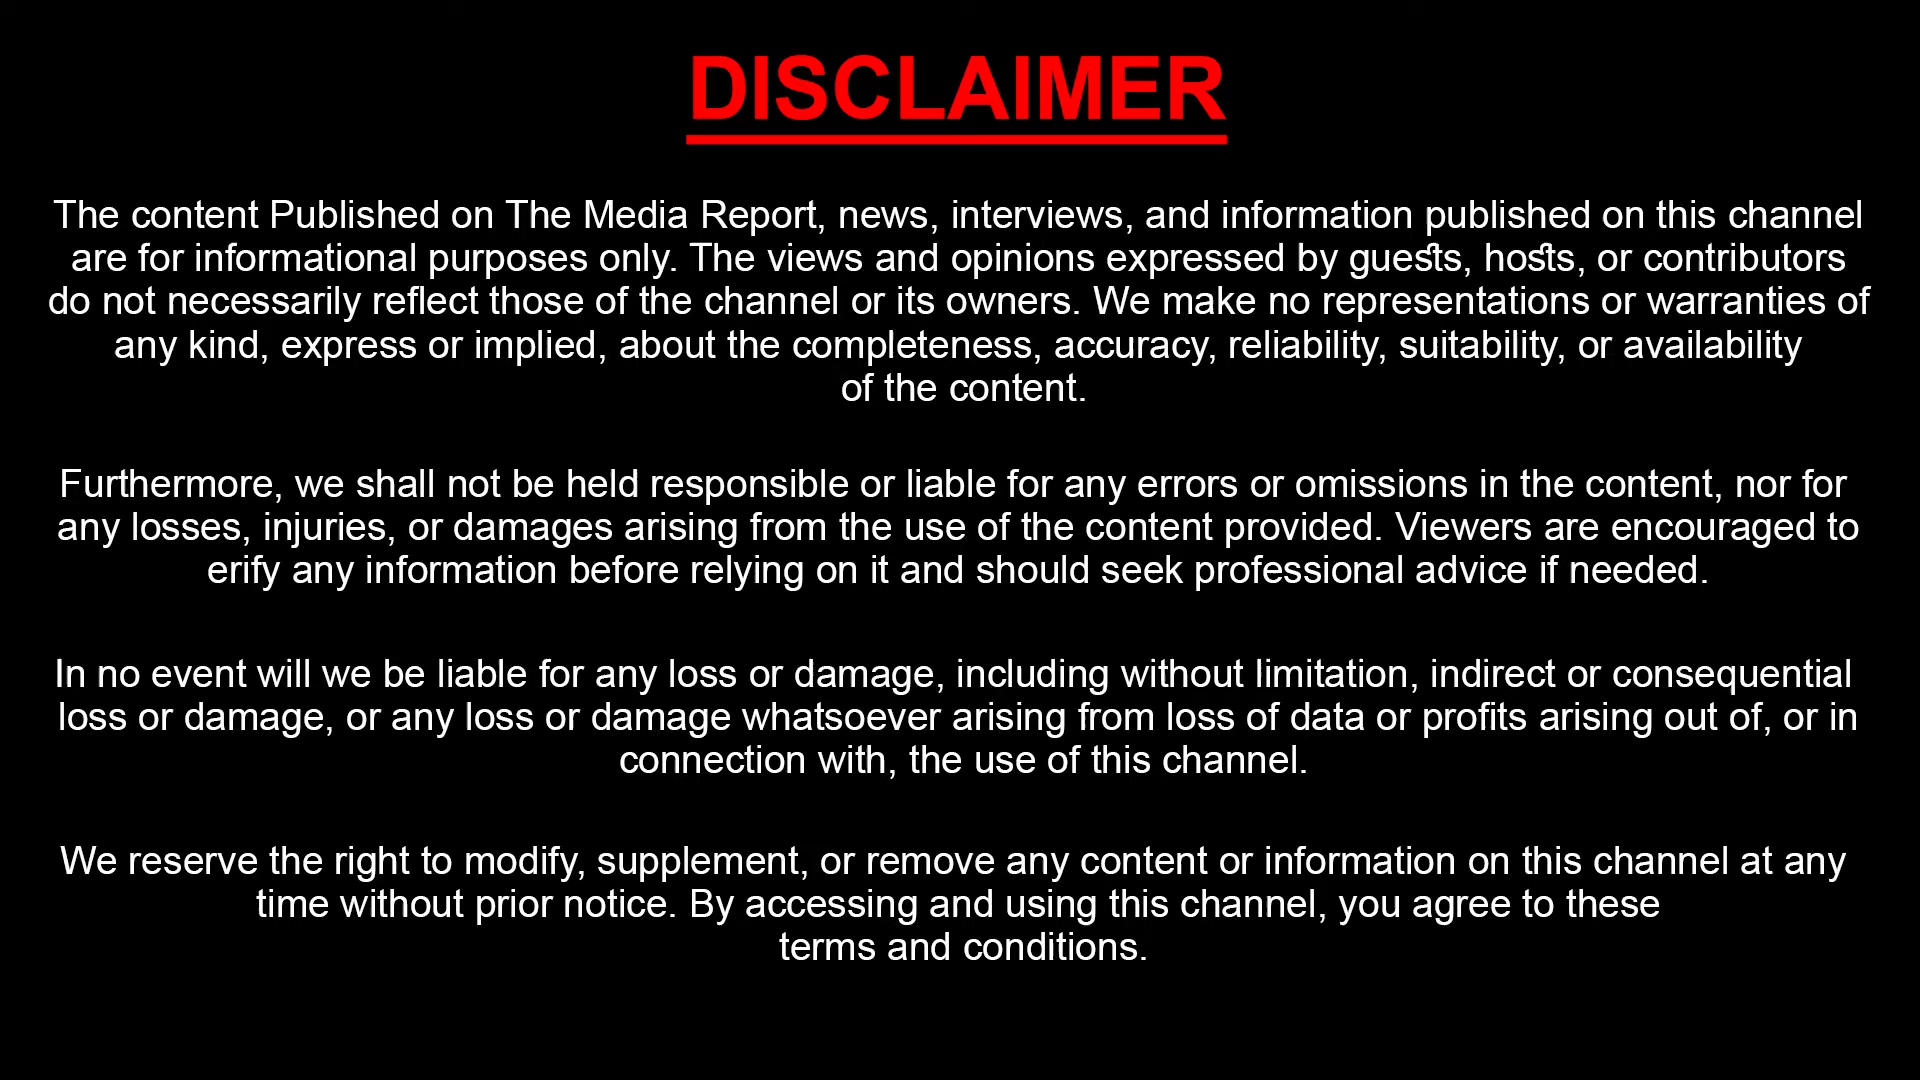 DISCLAIMER
The content Published on The Media Report, news, interviews, and information published on this channel
are for informational purposes only. The views and opinions expressed by guests, hosts, or contributors
do not necessarily reflect those of the channel or its owners. We make no representations or warranties of
any kind, express or implied, about the completeness, accuracy, reliability, suitability, or availability
of the content.
Furthermore, we shall not be held responsible or liable for any errors or omissions in the content, nor for
any losses, injuries, or damages arising from the use of the content provided. Viewers are encouraged to
erify any information before relying on it and should seek professional advice if needed.
In no event will we be liable for any loss or damage, including without limitation, indirect or consequential
loss or damage, or any loss or damage whatsoever arising from loss of data or profits arising out of, or in
connection with, the use of this channel.
We reserve the right to modify, supplement, or remove any content or information on this channel at any
time without prior notice. By accessing and using this channel, you agree to these
terms and conditions.